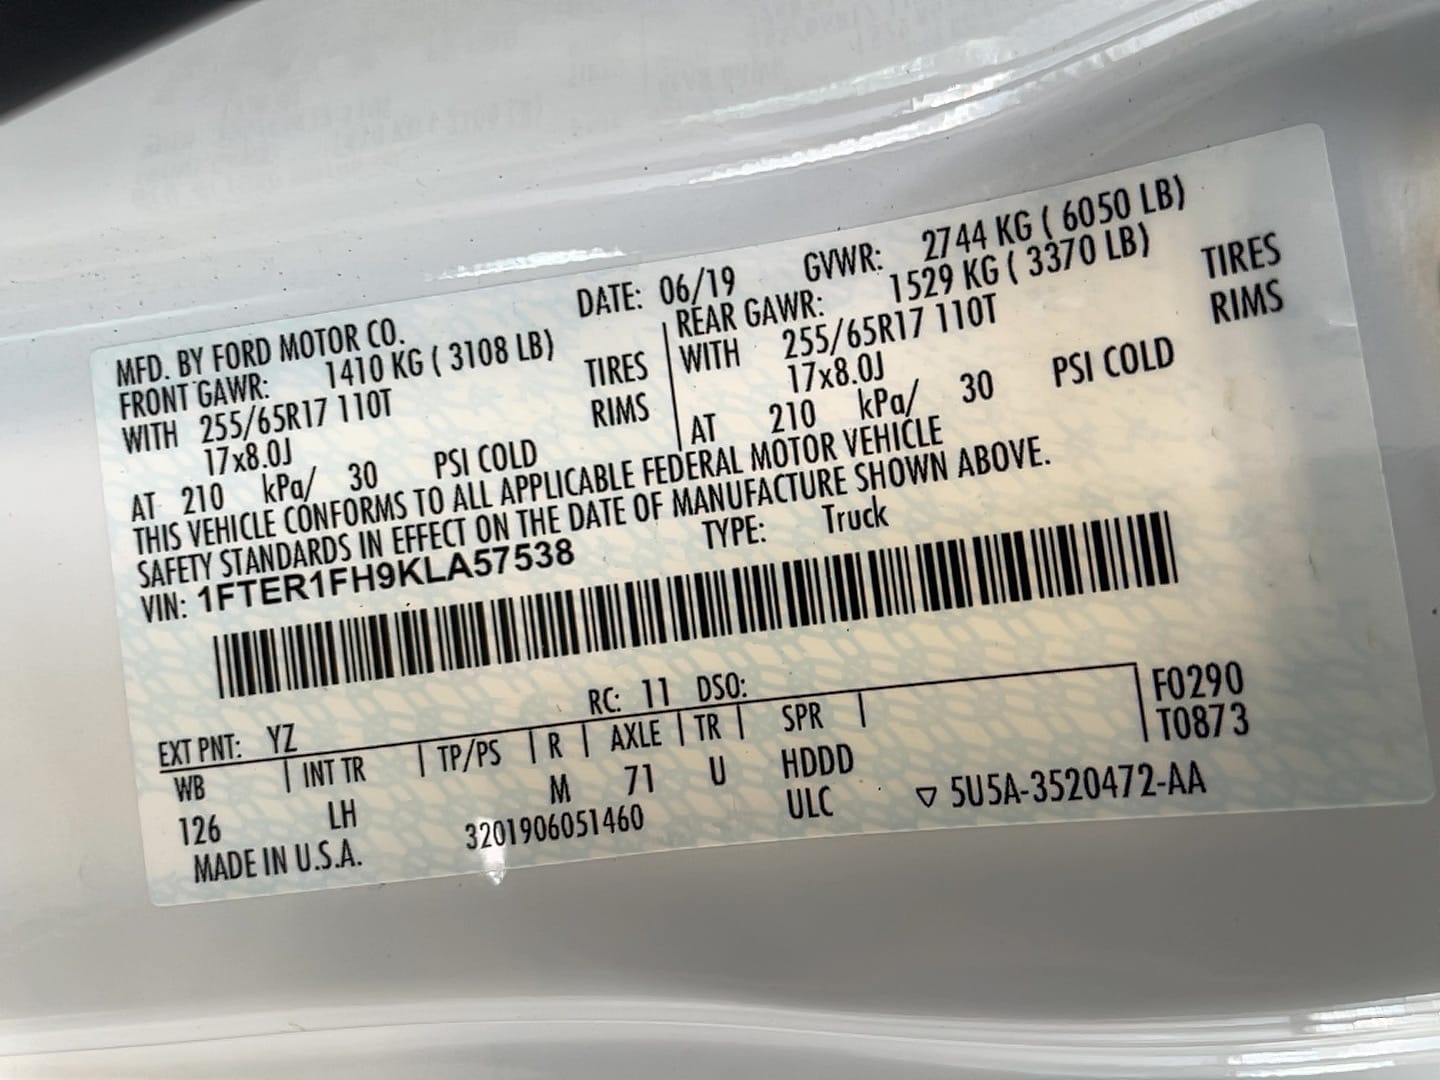 MFD. BY FORD MOTOR CO. DATE: 06/19 GVWR: 2744 KG ( 6050 LB)
FRONT GAWR: 1410 KG ( 3108 LB) REAR GAWR: 1529 KG ( 3370 LB)
WITH 255/65R17 110T TIRES WITH 255/65R17 110T TIRES
17x8.0J RIMS 17x8.0J RIMS
AT 210 kPa/ 30 PSI COLD AT 210 kPa/ 30 PSI COLD
THIS VEHICLE CONFORMS TO ALL APPLICABLE FEDERAL MOTOR VEHICLE
SAFETY STANDARDS IN EFFECT ON THE DATE OF MANUFACTURE SHOWN ABOVE.
VIN: 1FTER1FH9KLA57538 TYPE: Truck
EXT PNT: YZ RC: 11 DSO: F0290
WB INT TR TP/PS R AXLE TR SPR T0873
126 LH M 71 U HDDD
MADE IN U.S.A. 3201906051460 ULC ▽ 5U5A-3520472-AA